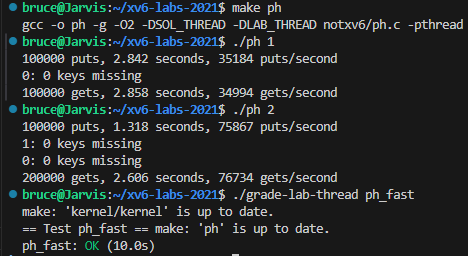 bruce@Jarvis:~/xv6-labs-2021$ make ph
gcc -o ph -g -O2 -DSOL_THREAD -DLAB_THREAD notxv6/ph.c -pthread
bruce@Jarvis:~/xv6-labs-2021$ ./ph 1
100000 puts, 2.842 seconds, 35184 puts/second
0: 0 keys missing
100000 gets, 2.858 seconds, 34994 gets/second
bruce@Jarvis:~/xv6-labs-2021$ ./ph 2
100000 puts, 1.318 seconds, 75867 puts/second
1: 0 keys missing
0: 0 keys missing
200000 gets, 2.606 seconds, 76734 gets/second
bruce@Jarvis:~/xv6-labs-2021$ ./grade-lab-thread ph_fast
make: 'kernel/kernel' is up to date.
== Test ph_fast == make: 'ph' is up to date.
ph_fast: OK (10.0s)